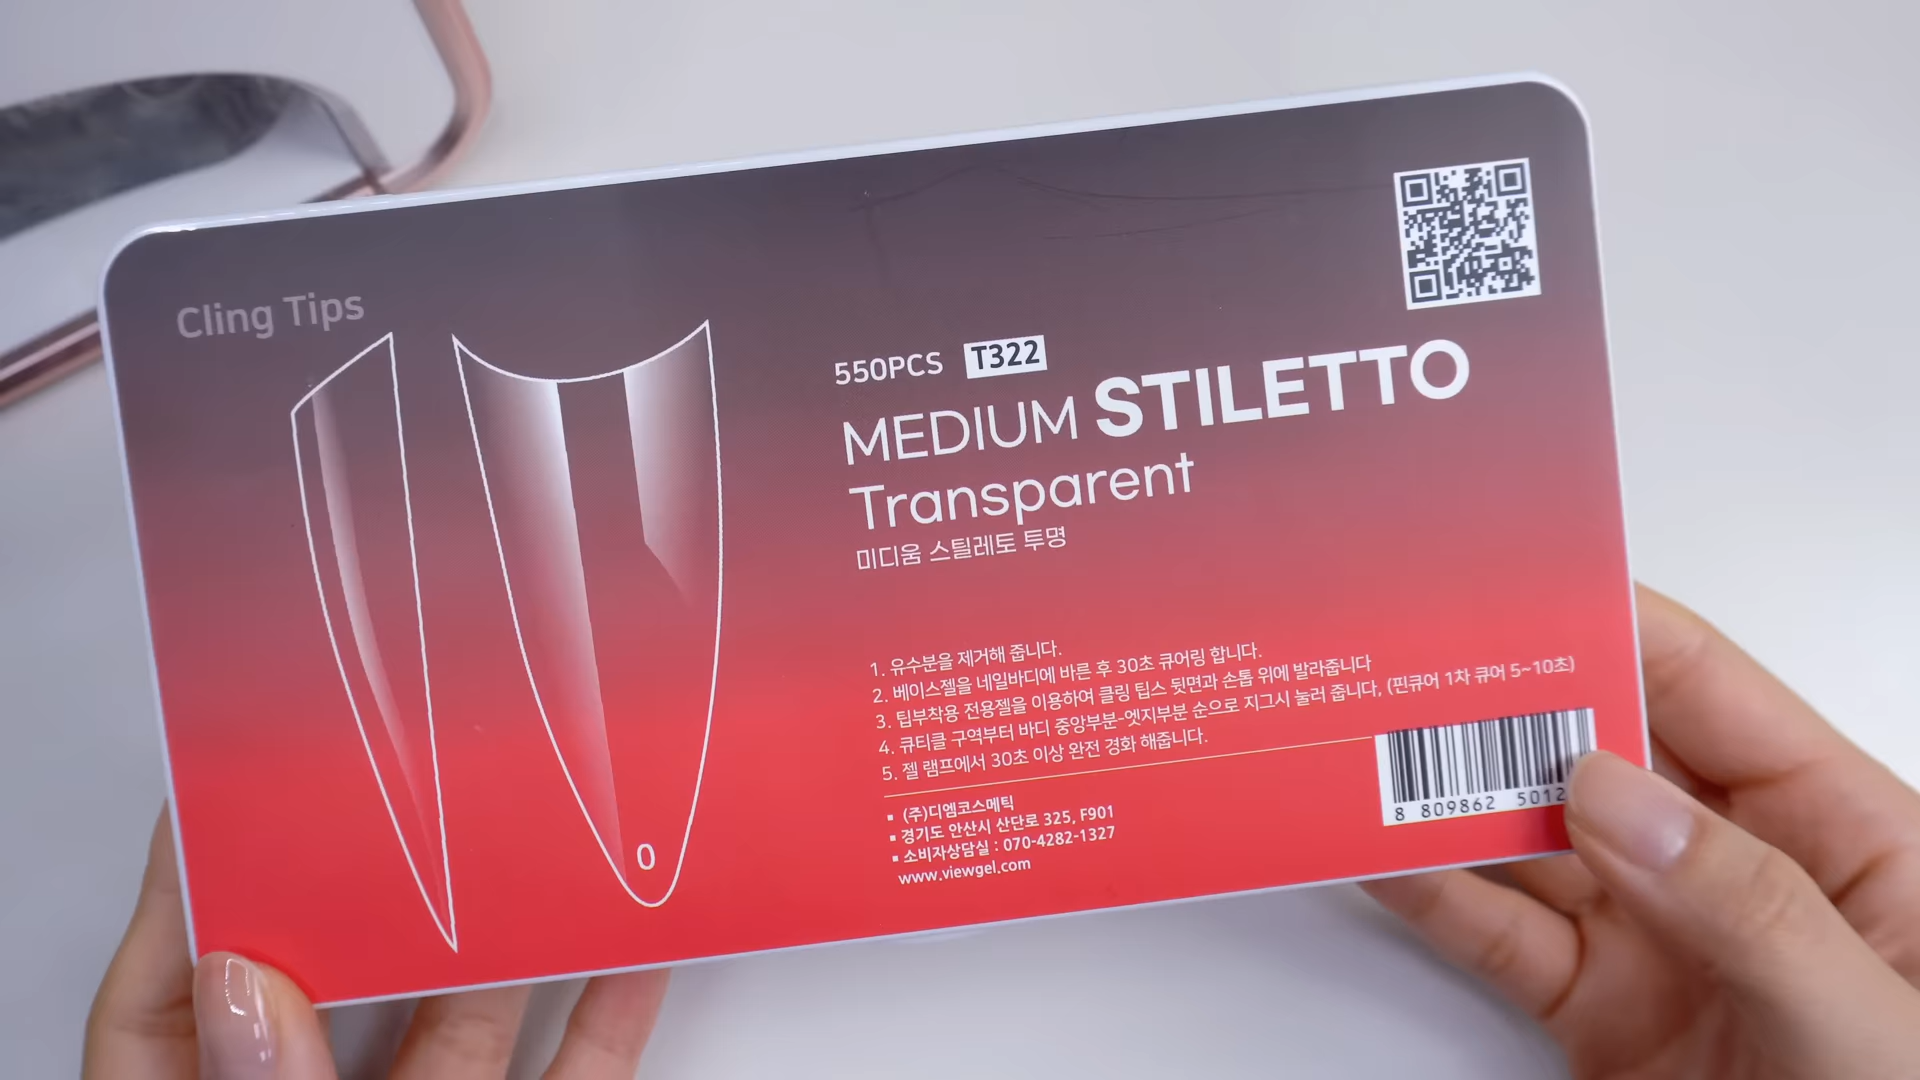 Cling Tips
550PCS T322
MEDIUM STILETTO
Transparent
미디움 스틸레토 투명
1. 유수분을 제거해 줍니다.
2. 베이스젤을 네일바디에 바른 후 30초 큐어링 합니다.
3. 팁부착용 전용젤을 이용하여 클링 팁스 뒷면과 손톱 위에 발라줍니다
4. 큐티클 구역부터 바디 중앙부분-엣지부분 순으로 지그시 눌러 줍니다, (핀큐어 1차 큐어 5~10초)
5. 젤 램프에서 30초 이상 완전 경화 해줍니다.
▪ (주)디엠코스메틱
▪ 경기도 안산시 산단로 325, F901
▪ 소비자상담실 : 070-4282-1327
www.viewgel.com
8 809862 5012
0